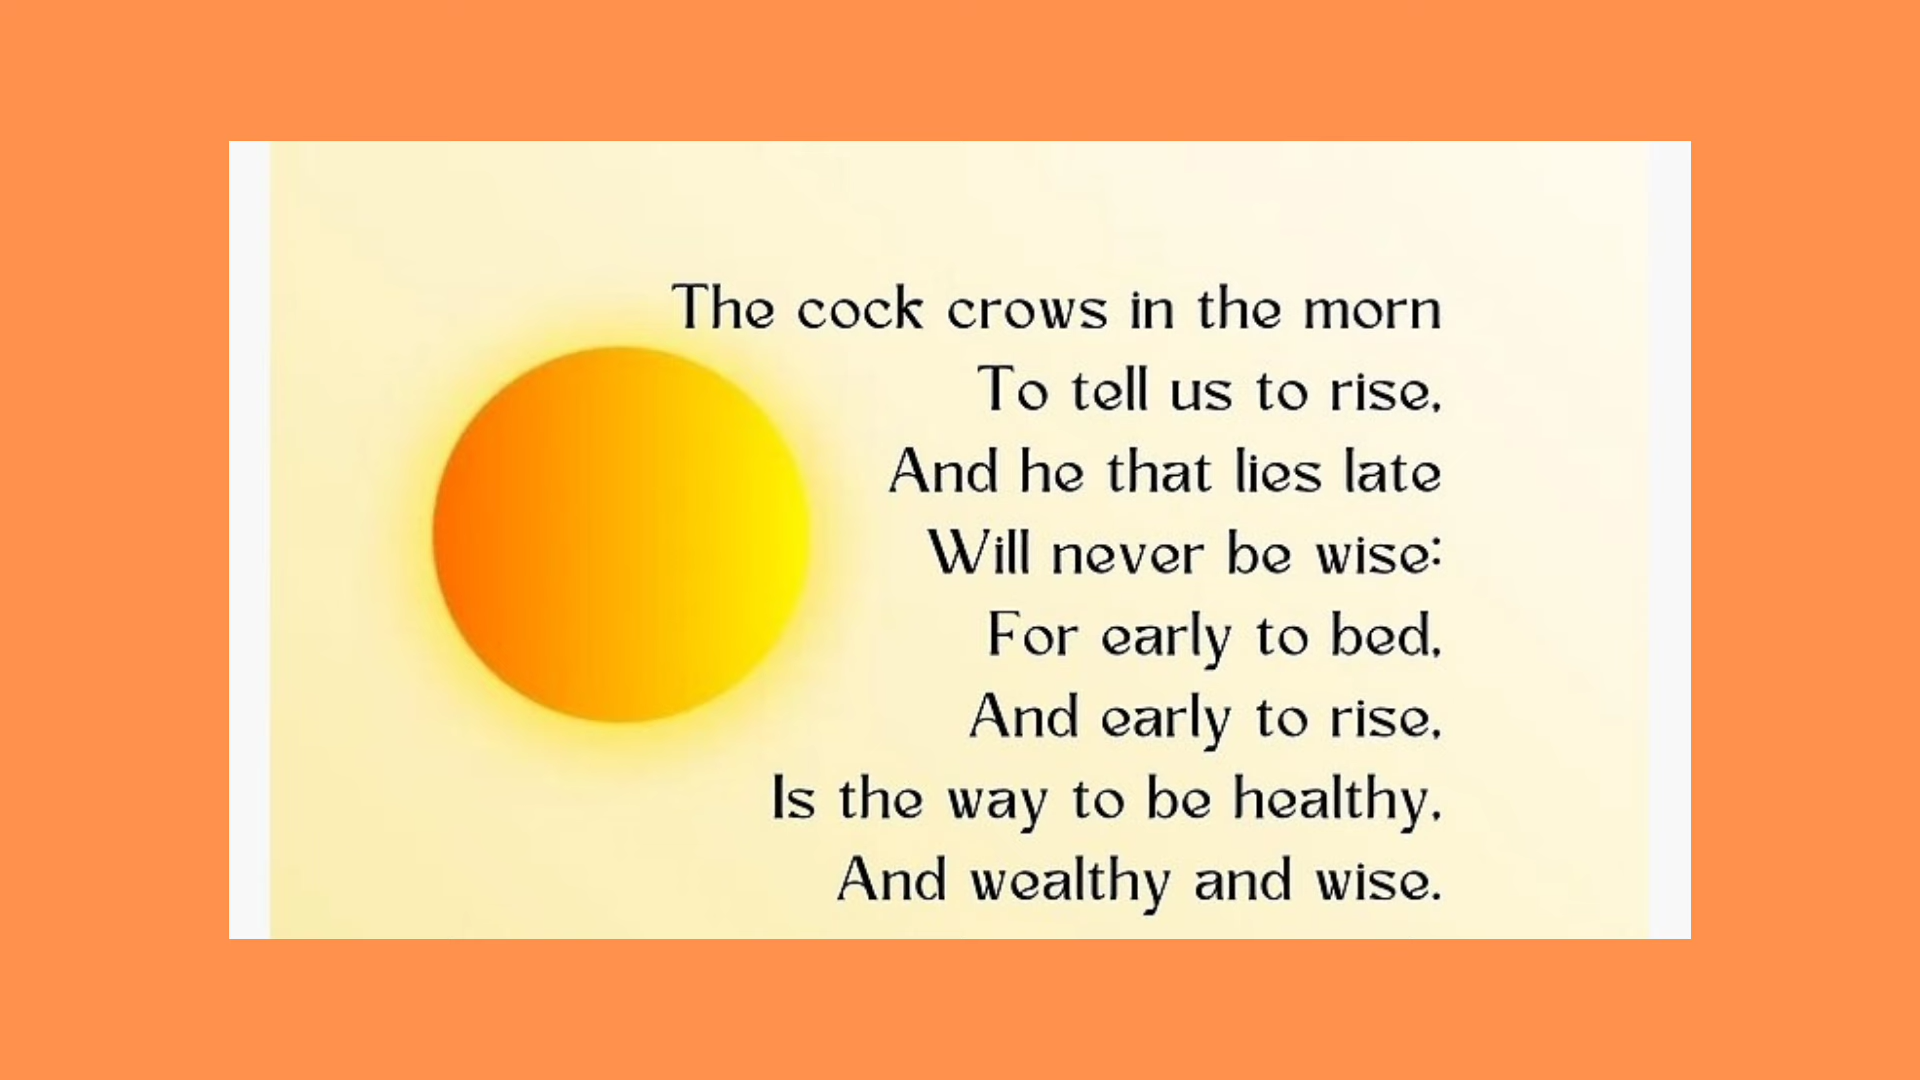 The cock crows in the morn
To tell us to rise,
And he that lies late
Will never be wise:
For early to bed,
And early to rise,
Is the way to be healthy,
And wealthy and wise.